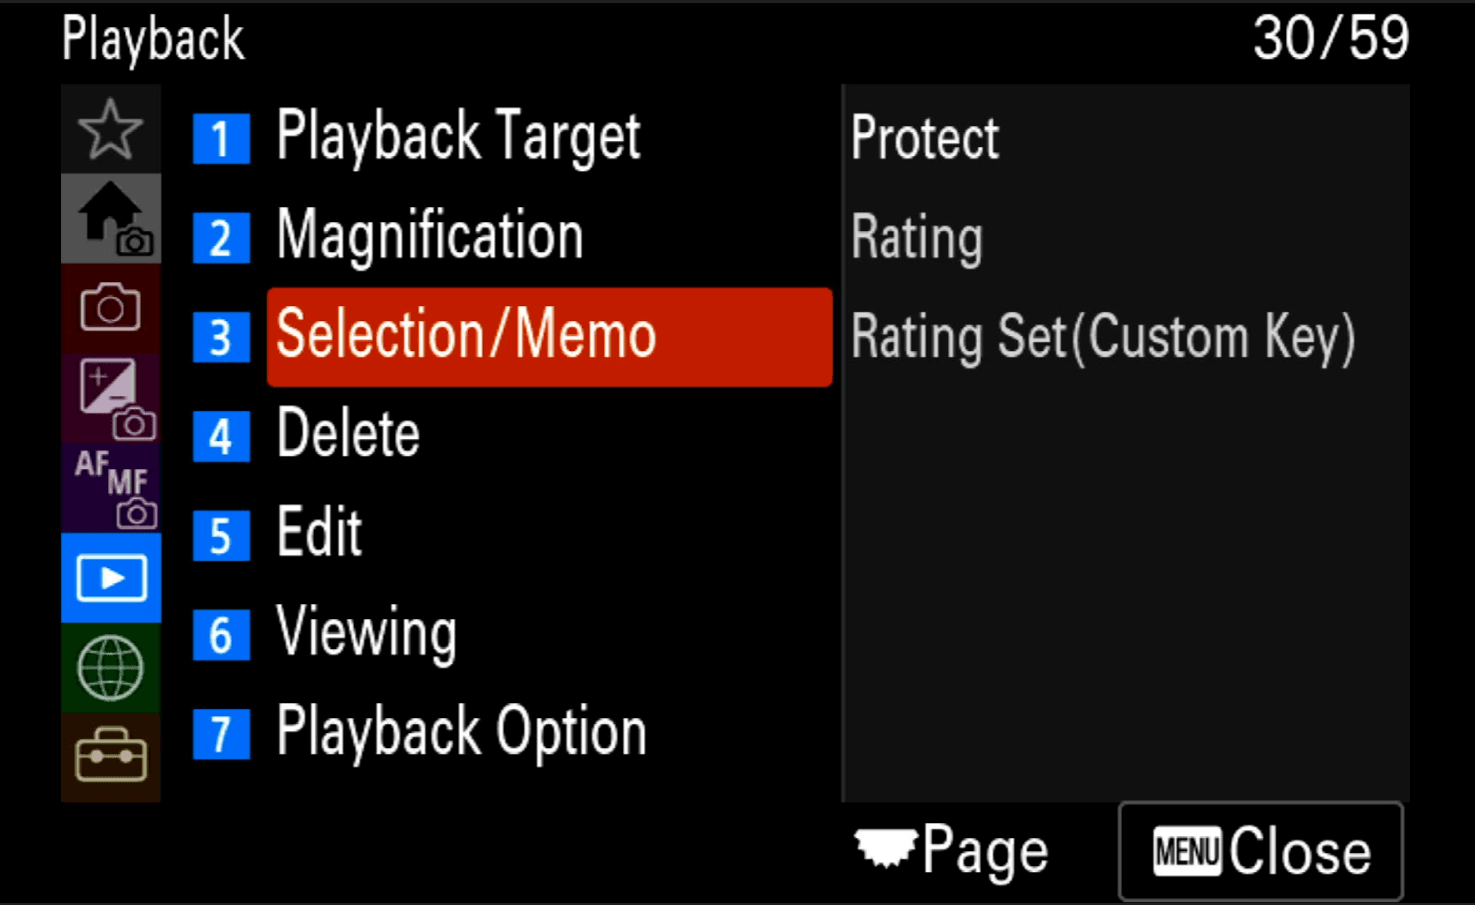 Playback
30/59
1 Playback Target
2 Magnification
3 Selection/Memo
4 Delete
5 Edit
6 Viewing
7 Playback Option
Protect
Rating
Rating Set(Custom Key)
AF
MF
Page
MENU Close